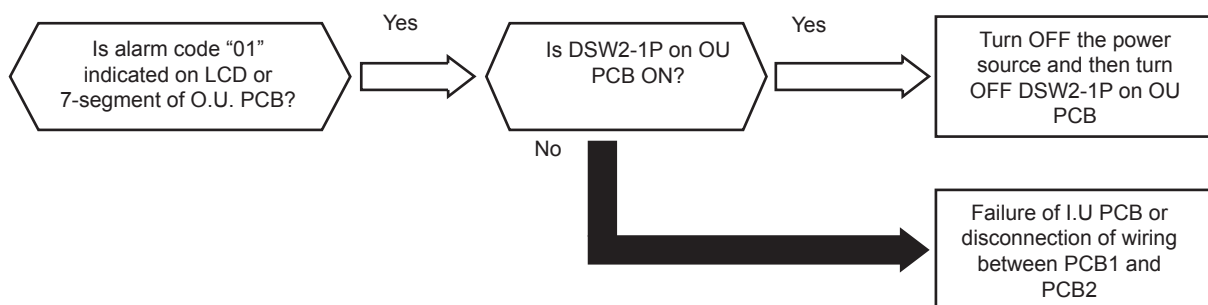 Is alarm code “01”
indicated on LCD or
7-segment of O.U. PCB?
Yes
Is DSW2-1P on OU
PCB ON?
Yes
Turn OFF the power
source and then turn
OFF DSW2-1P on OU
PCB
No
Failure of I.U PCB or
disconnection of wiring
between PCB1 and
PCB2